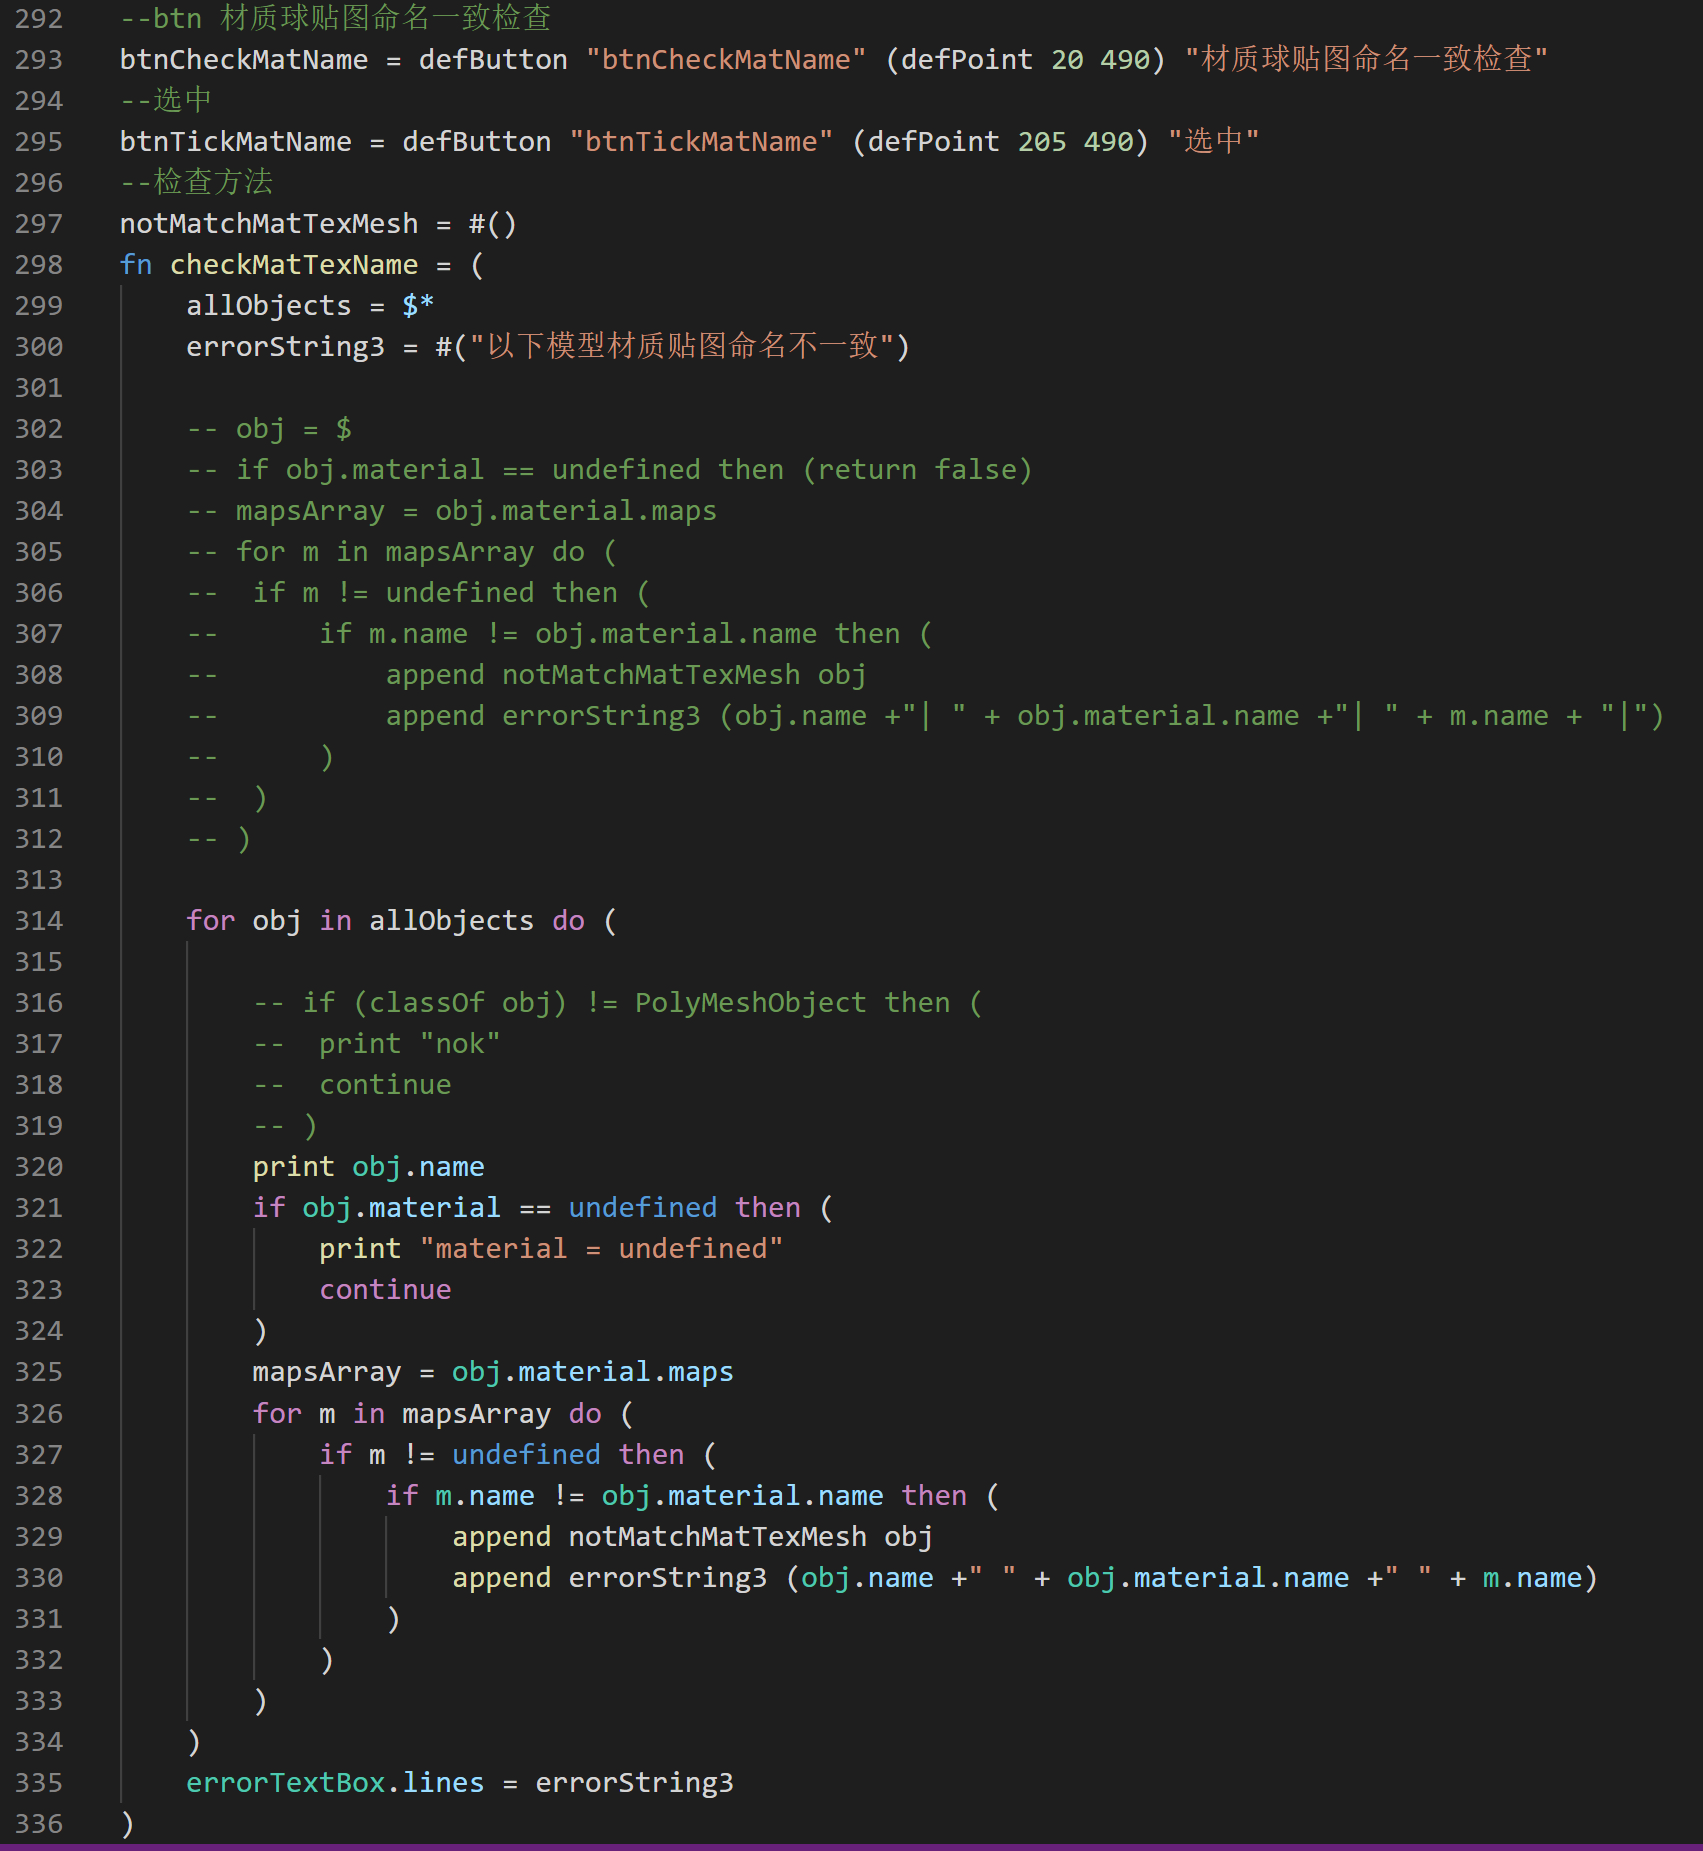 292 --btn 材质球贴图命名一致检查
293 btnCheckMatName = defButton "btnCheckMatName" (defPoint 20 490) "材质球贴图命名一致检查"
294 --选中
295 btnTickMatName = defButton "btnTickMatName" (defPoint 205 490) "选中"
296 --检查方法
297 notMatchMatTexMesh = #()
298 fn checkMatTexName = (
299     allObjects = $*
300     errorString3 = #("以下模型材质贴图命名不一致")
301
302     -- obj = $
303     -- if obj.material == undefined then (return false)
304     -- mapsArray = obj.material.maps
305     -- for m in mapsArray do (
306     --  if m != undefined then (
307     --      if m.name != obj.material.name then (
308     --          append notMatchMatTexMesh obj
309     --          append errorString3 (obj.name +"| " + obj.material.name +"| " + m.name + "|")
310     --      )
311     --  )
312     -- )
313
314     for obj in allObjects do (
315
316         -- if (classOf obj) != PolyMeshObject then (
317         --  print "nok"
318         --  continue
319         -- )
320         print obj.name
321         if obj.material == undefined then (
322             print "material = undefined"
323             continue
324         )
325         mapsArray = obj.material.maps
326         for m in mapsArray do (
327             if m != undefined then (
328                 if m.name != obj.material.name then (
329                     append notMatchMatTexMesh obj
330                     append errorString3 (obj.name +" " + obj.material.name +" " + m.name)
331                 )
332             )
333         )
334     )
335     errorTextBox.lines = errorString3
336 )